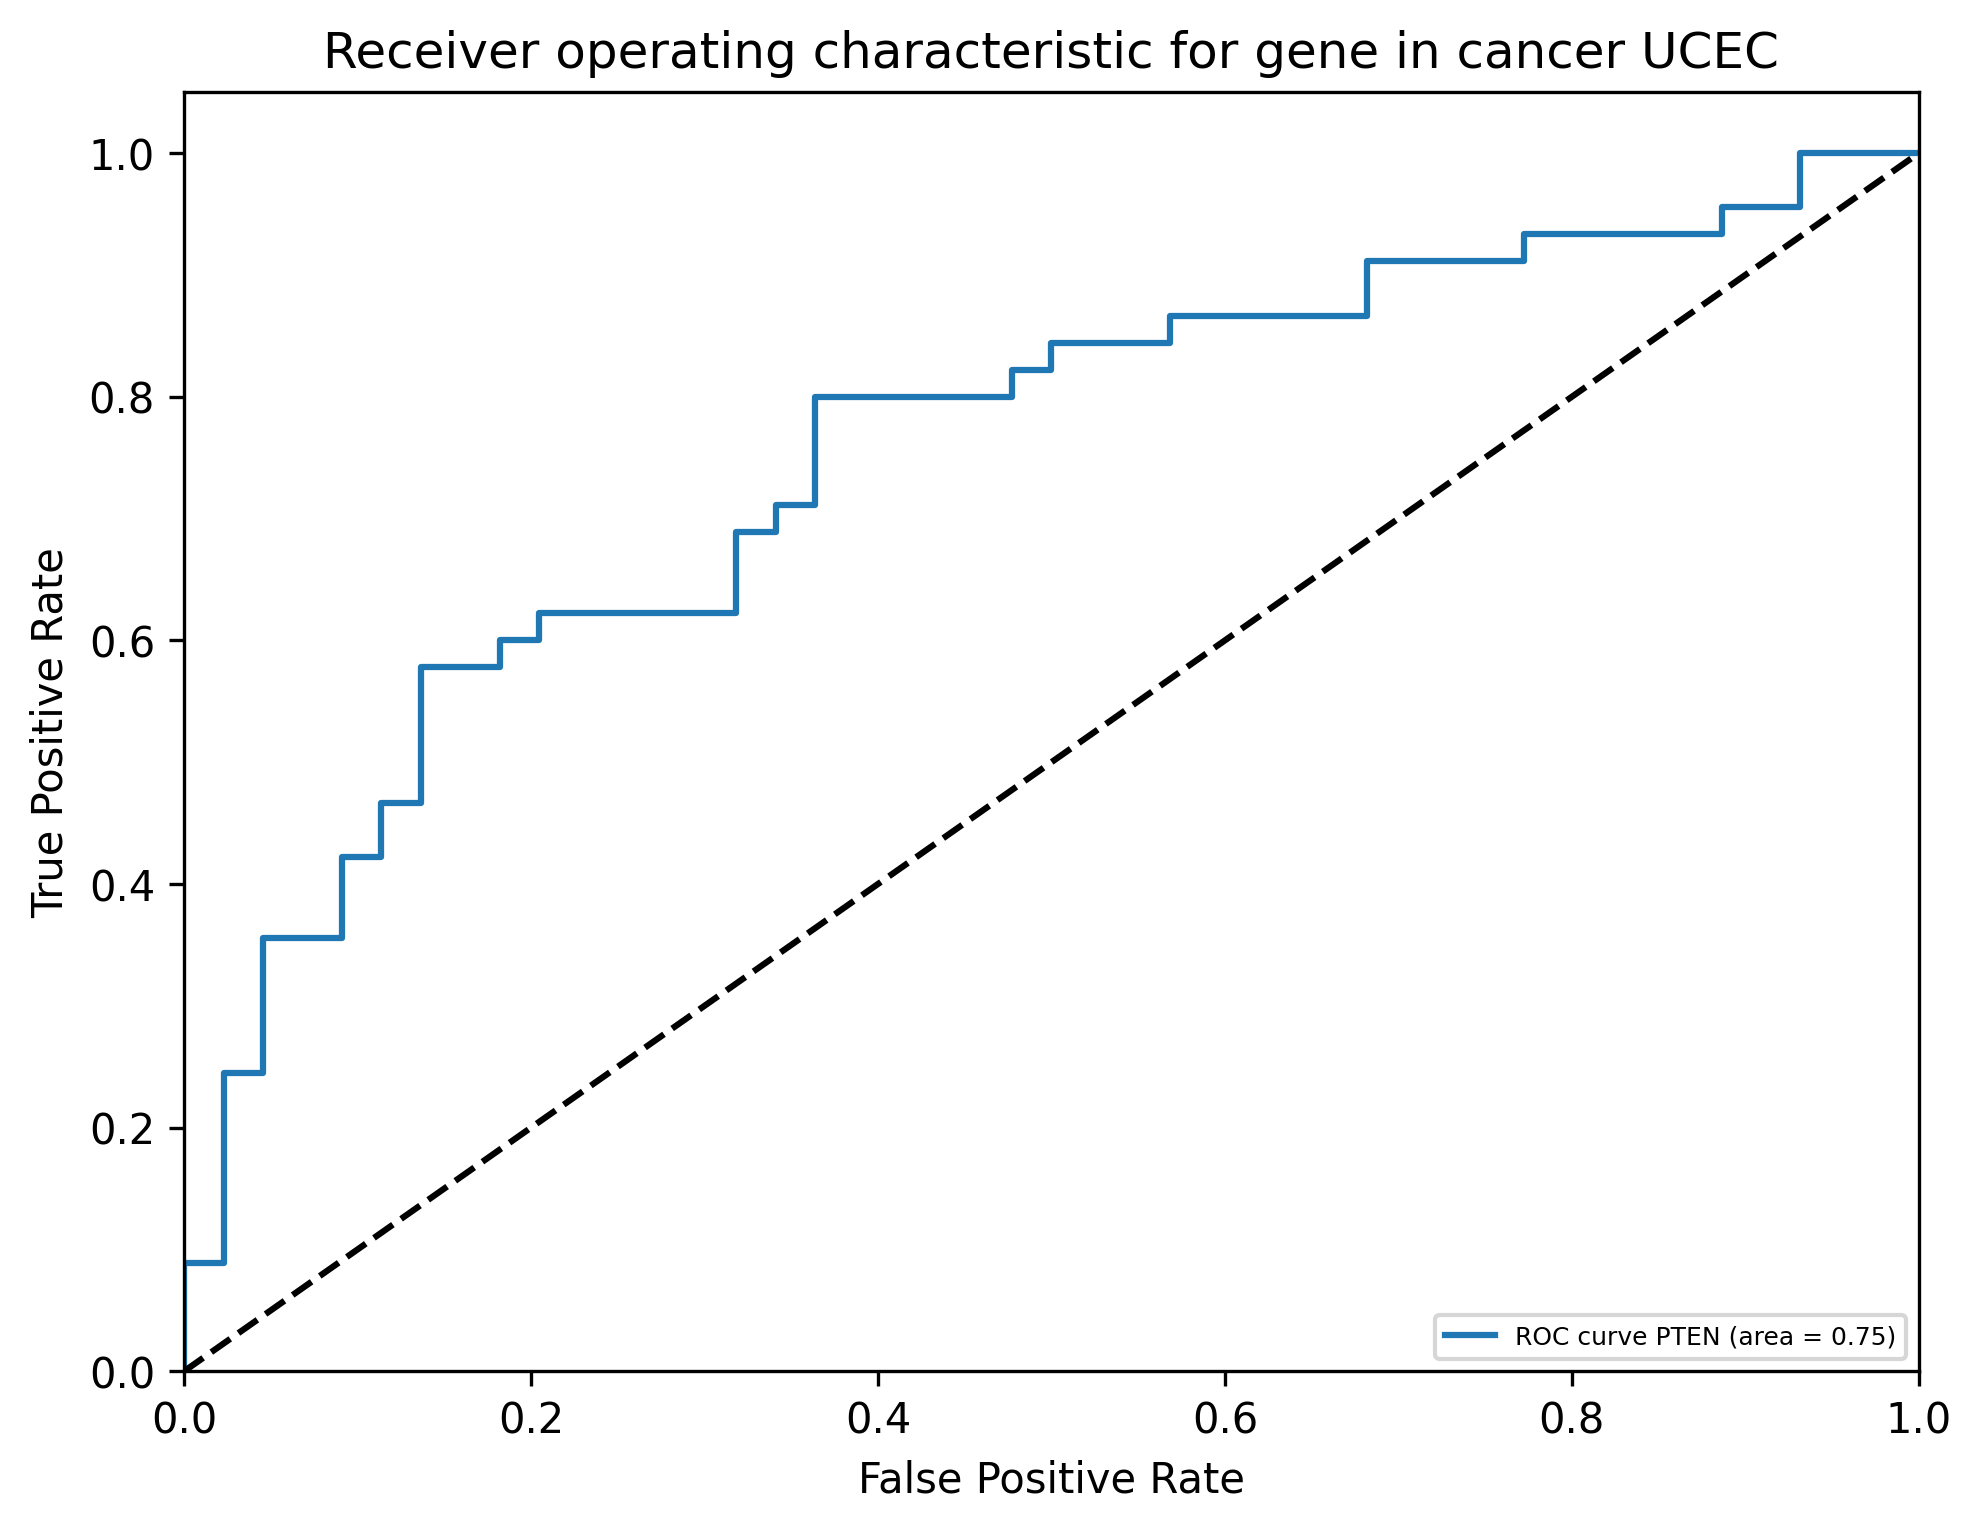 Receiver operating characteristic for gene in cancer UCEC
True Positive Rate
1.0
0.8
0.6
0.4
0.2
0.0
0.0 0.2 0.4 0.6 0.8 1.0
False Positive Rate
ROC curve PTEN (area = 0.75)